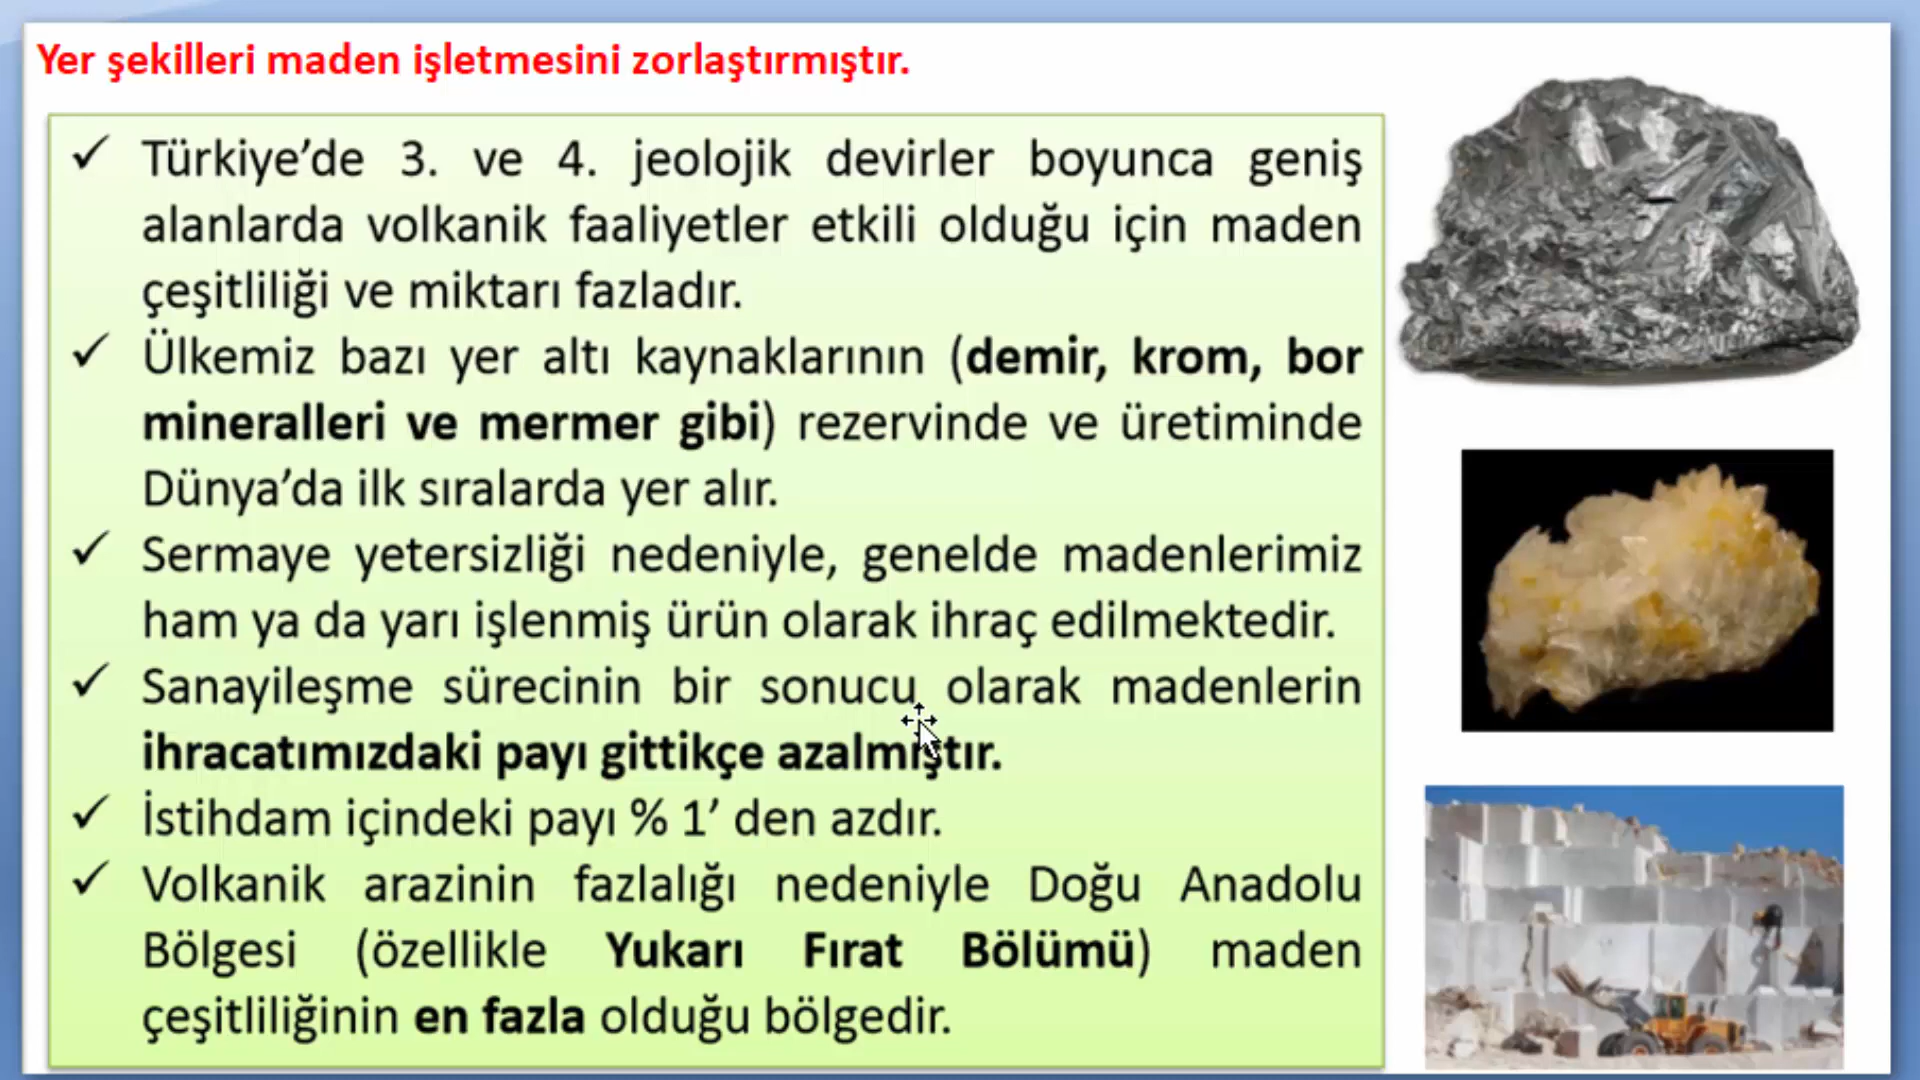 Yer şekilleri maden işletmesini zorlaştırmıştır.
✓ Türkiye’de 3. ve 4. jeolojik devirler boyunca geniş
alanlarda volkanik faaliyetler etkili olduğu için maden
çeşitliliği ve miktarı fazladır.
✓ Ülkemiz bazı yer altı kaynaklarının (demir, krom, bor
mineralleri ve mermer gibi) rezervinde ve üretiminde
Dünya’da ilk sıralarda yer alır.
✓ Sermaye yetersizliği nedeniyle, genelde madenlerimiz
ham ya da yarı işlenmiş ürün olarak ihraç edilmektedir.
✓ Sanayileşme sürecinin bir sonucu olarak madenlerin
ihracatımızdaki payı gittikçe azalmıştır.
✓ İstihdam içindeki payı % 1’ den azdır.
✓ Volkanik arazinin fazlalığı nedeniyle Doğu Anadolu
Bölgesi (özellikle Yukarı Fırat Bölümü) maden
çeşitliliğinin en fazla olduğu bölgedir.